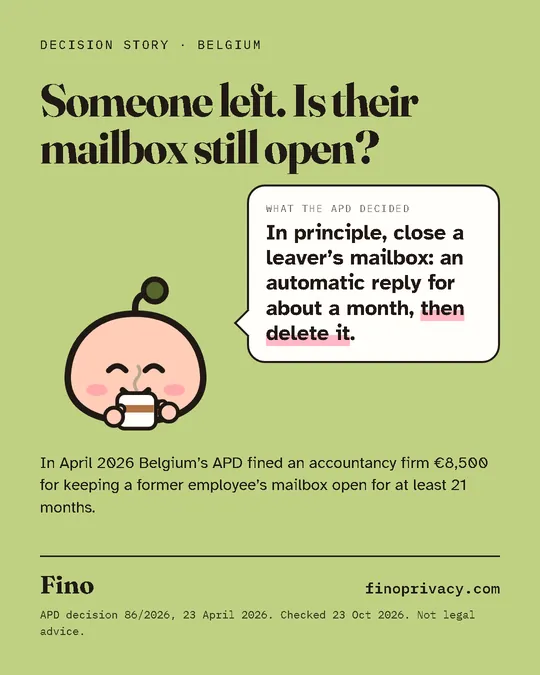 DECISION STORY · BELGIUM
Someone left. Is their
mailbox still open?
WHAT THE APD DECIDED
In principle, close a
leaver’s mailbox: an
automatic reply for
about a month, then
delete it.
In April 2026 Belgium’s APD fined an accountancy firm €8,500
for keeping a former employee’s mailbox open for at least 21
months.
Fino
finoprivacy.com
APD decision 86/2026, 23 April 2026. Checked 23 Oct 2026. Not legal
advice.